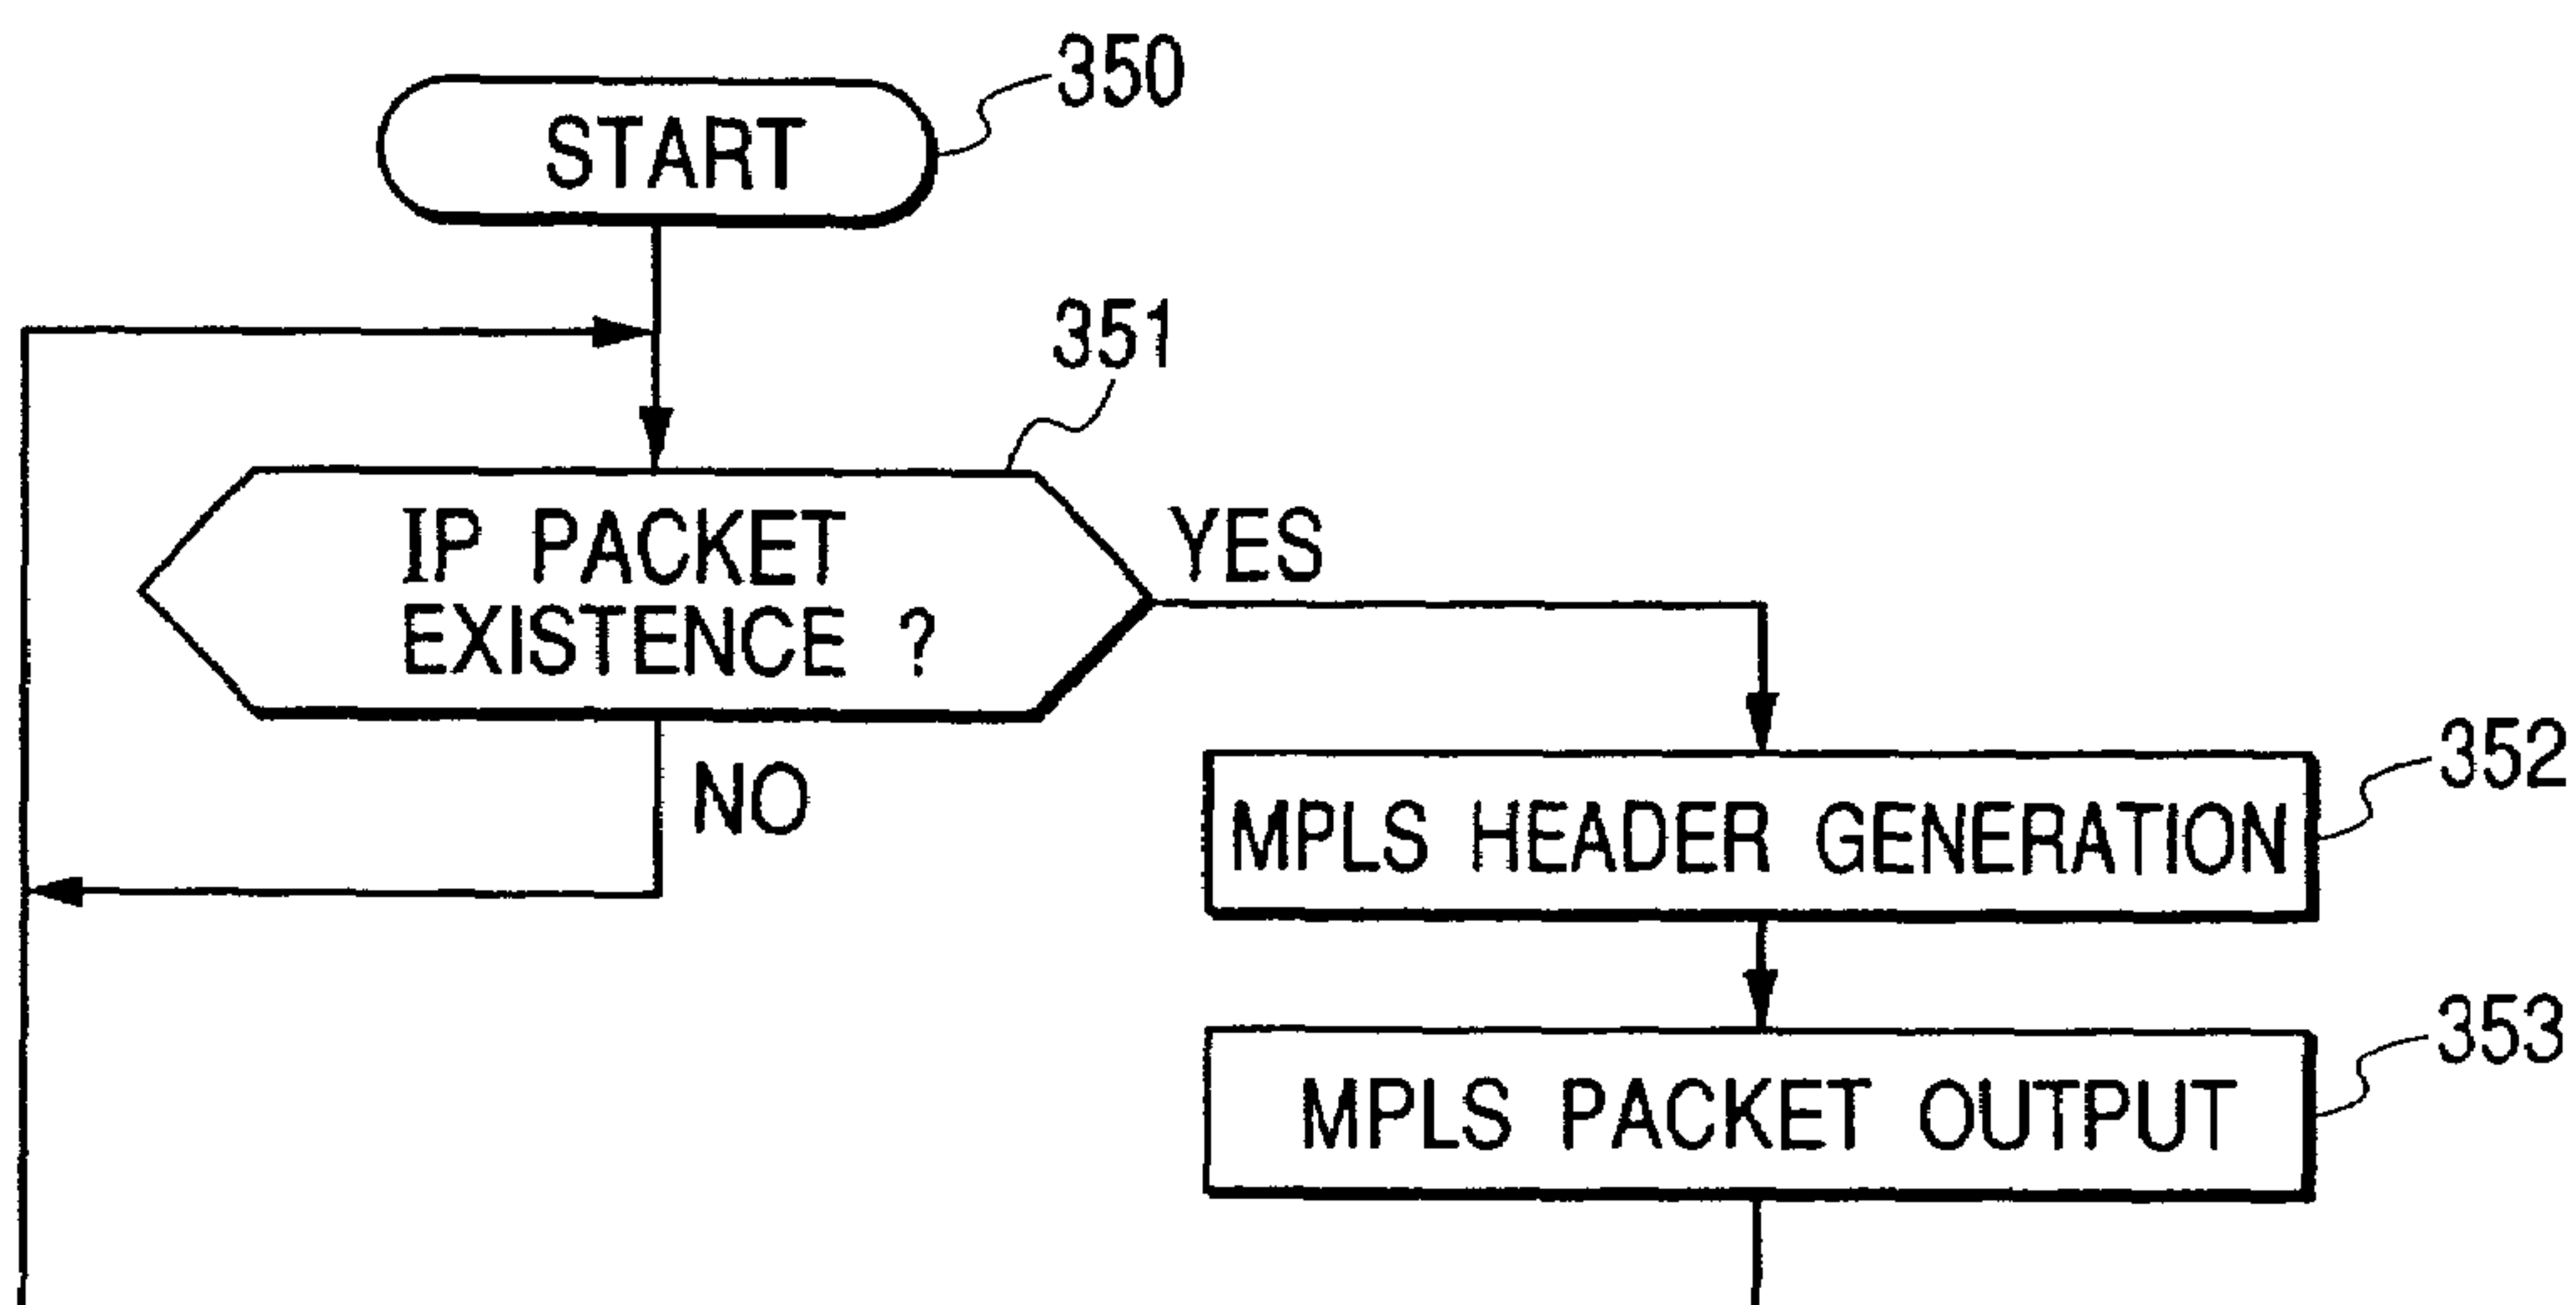 START
350
351
IP PACKET
EXISTENCE ?
YES
NO
MPLS HEADER GENERATION
352
MPLS PACKET OUTPUT
353